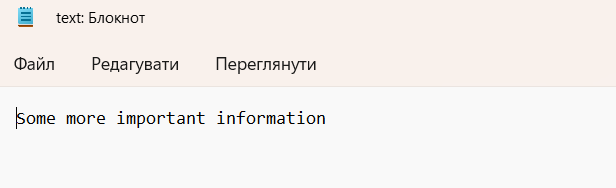 text: Блокнот
Файл Редагувати Переглянути
Some more important information